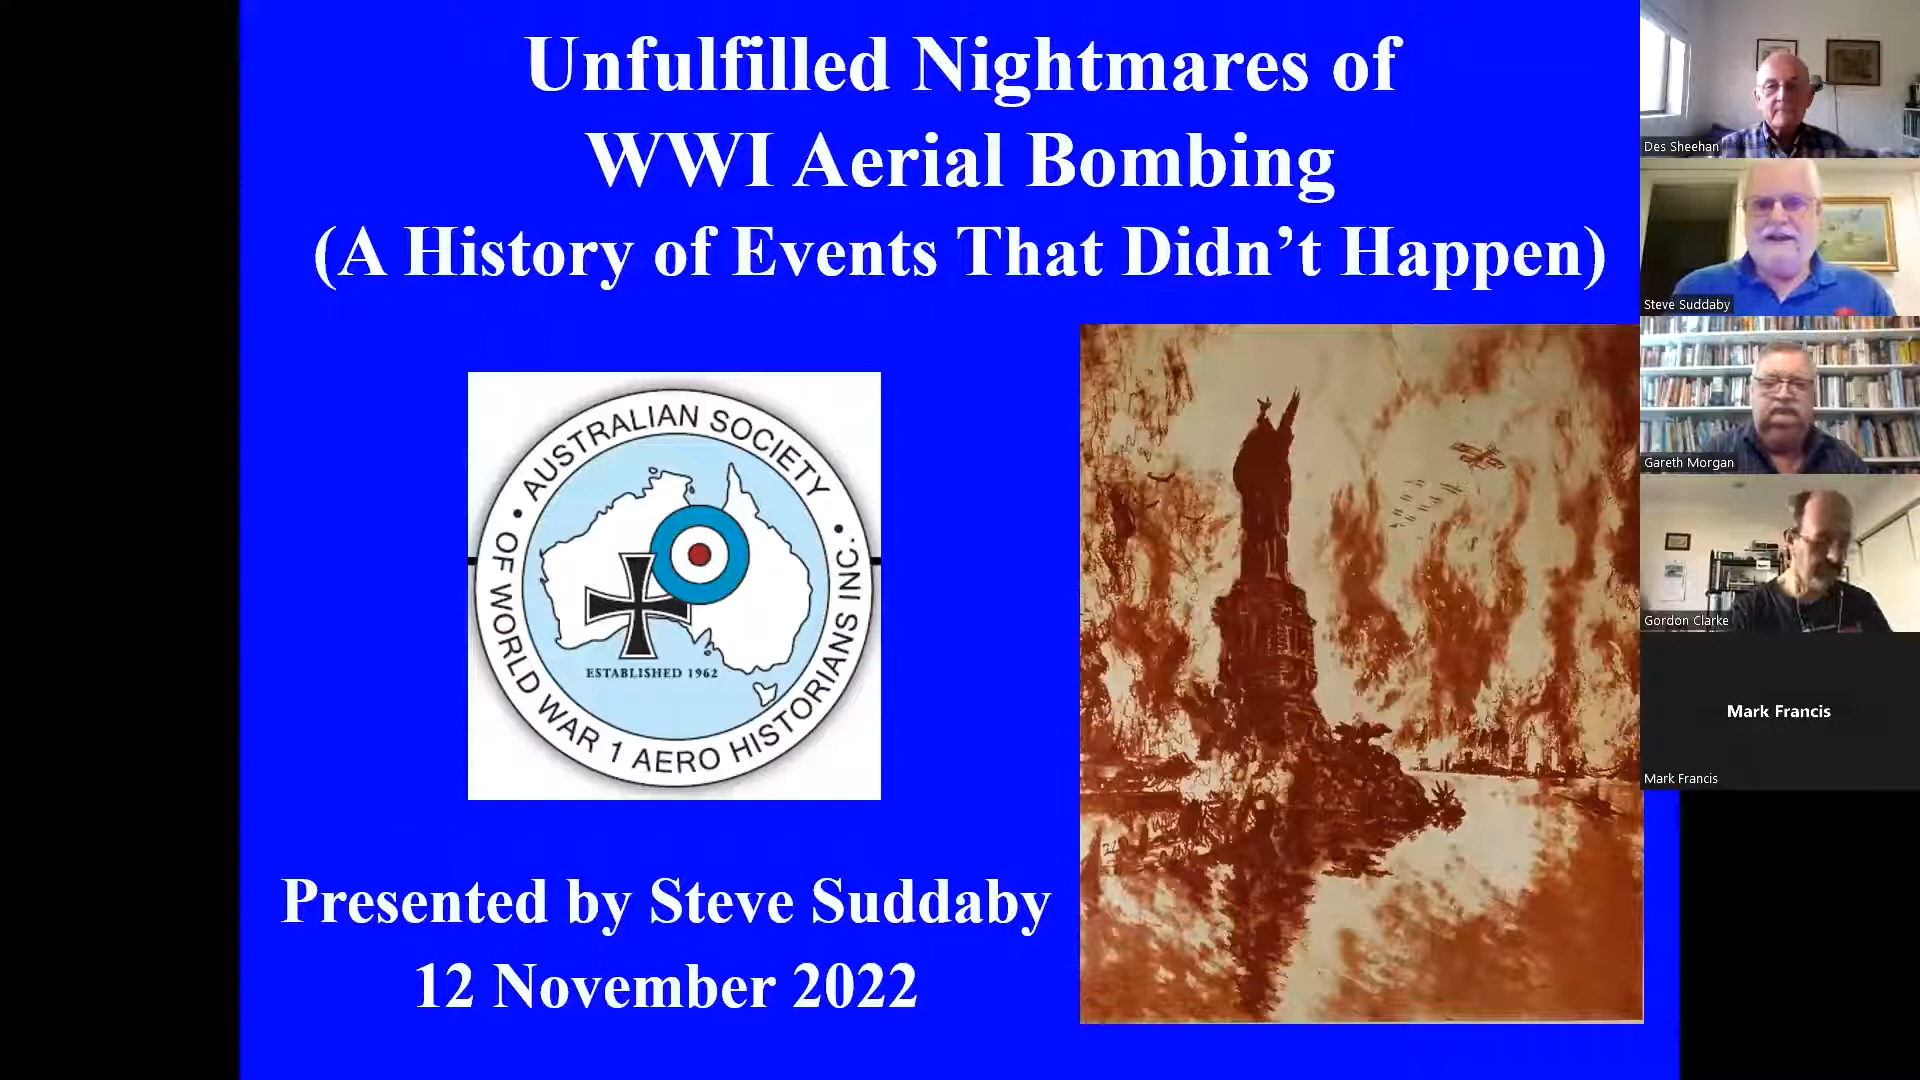 Unfulfilled Nightmares of
WWI Aerial Bombing
(A History of Events That Didn’t Happen)
AUSTRALIAN SOCIETY
OF WORLD WAR 1 AERO HISTORIANS INC.
ESTABLISHED 1962
Presented by Steve Suddaby
12 November 2022
Des Sheehan
Steve Suddaby
Gareth Morgan
Gordon Clarke
Mark Francis
Mark Francis